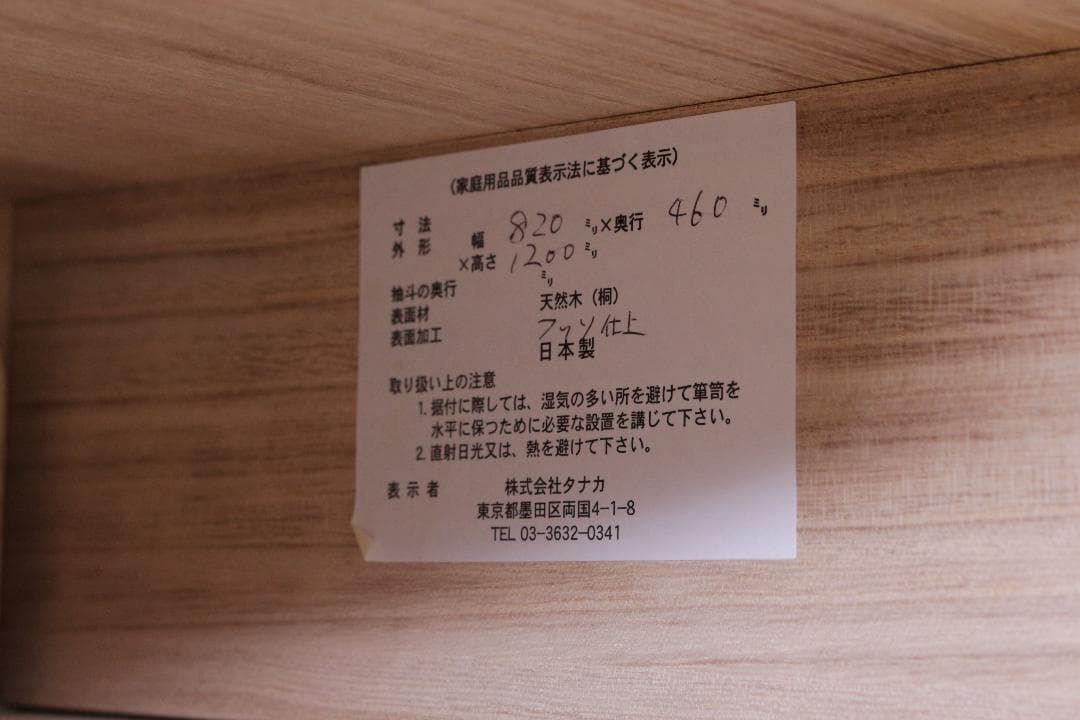 (家庭用品品質表示法に基づく表示)
寸法
外形 幅 820 ミリ×奥行 460 ミリ
×高さ 1200 ミリ
抽斗の奥行 ミリ
表面材 天然木（桐）
表面加工 フッソ仕上
日本製
取り扱い上の注意
1. 据付に際しては、湿気の多い所を避けて箪笥を
水平に保つために必要な設置を講じて下さい。
2. 直射日光又は、熱を避けて下さい。
表示者 株式会社タナカ
東京都墨田区両国4-1-8
TEL 03-3632-0341